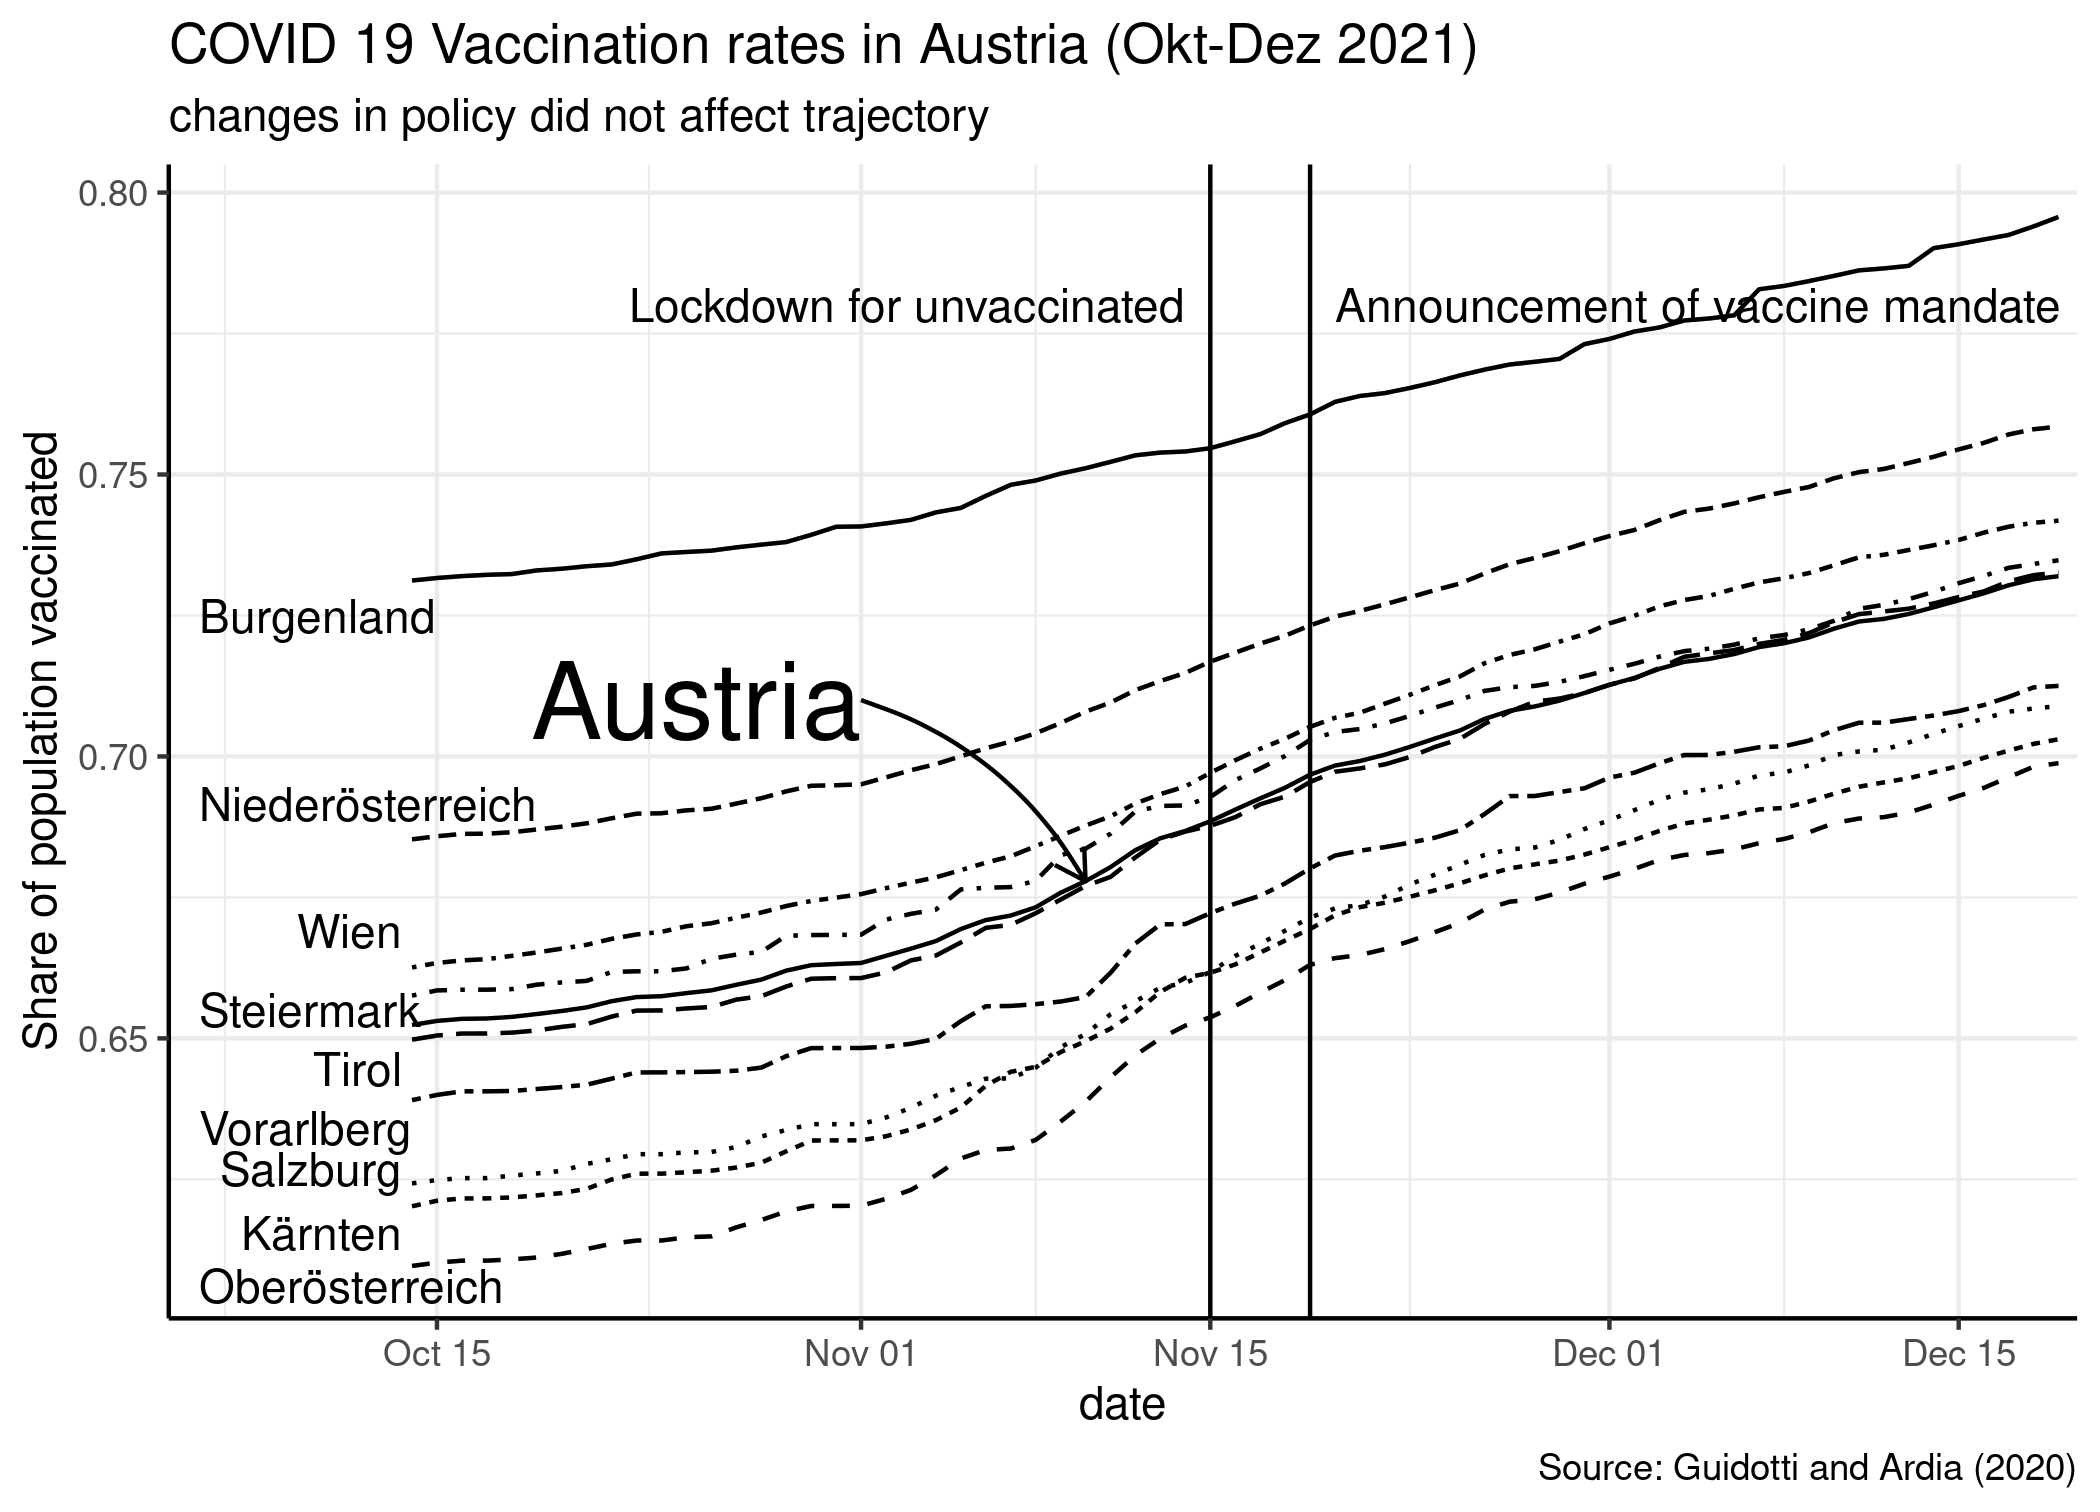 COVID 19 Vaccination rates in Austria (Okt-Dez 2021)
changes in policy did not affect trajectory
Share of population vaccinated
0.80
0.75
0.70
0.65
Lockdown for unvaccinated
Announcement of vaccine mandate
Burgenland
Austria
Niederösterreich
Wien
Steiermark
Tirol
Vorarlberg
Salzburg
Kärnten
Oberösterreich
Oct 15
Nov 01
Nov 15
Dec 01
Dec 15
date
Source: Guidotti and Ardia (2020)